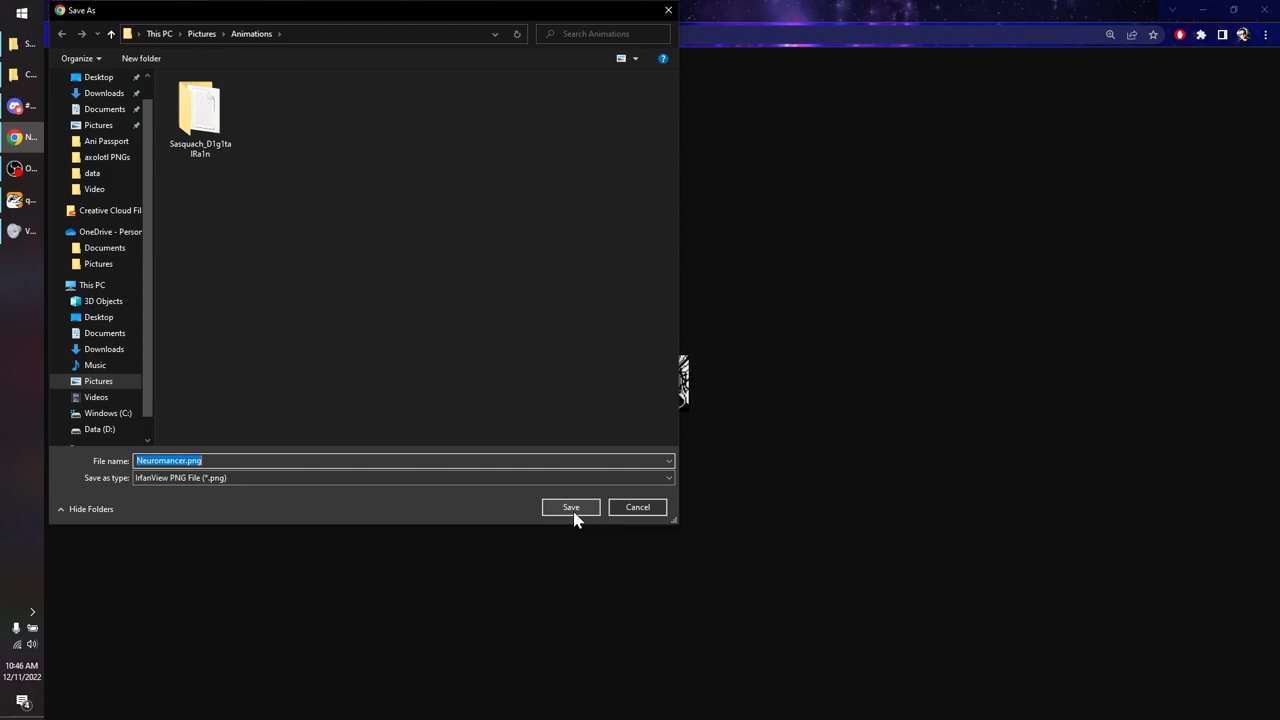 Save As
This PC
Pictures
Animations
Search Animations
Organize
New folder
Desktop
Downloads
Documents
Pictures
Ani Passport
axolotl PNGs
data
Video
Creative Cloud Fil
OneDrive - Person
Documents
Pictures
This PC
3D Objects
Desktop
Documents
Downloads
Music
Pictures
Videos
Windows (C:)
Data (D:)
Sasquach_D1g1ta
lRa1n
File name:
Neuromancer.png
Save as type:
IrfanView PNG File (*.png)
Hide Folders
Save
Cancel
S...
C...
#...
N...
O...
q...
V...
10:46 AM
12/11/2022
4